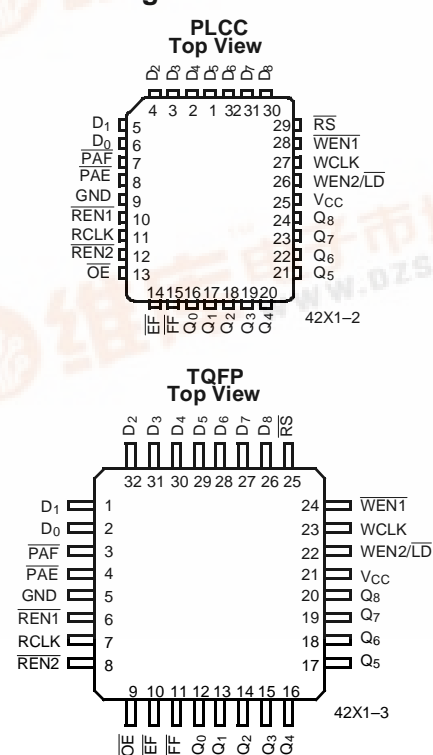 PLCC
Top View
D2 D3 D4 D5 D6 D7 D8
4 3 2 1 32 31 30
D1 5 29 RS
D0 6 28 WEN1
PAF 7 27 WCLK
PAE 8 26 WEN2/LD
GND 9 25 VCC
REN1 10 24 Q8
RCLK 11 23 Q7
REN2 12 22 Q6
OE 13 21 Q5
14 15 16 17 18 19 20
EF FF Q0 Q1 Q2 Q3 Q4
42X1–2
TQFP
Top View
D2 D3 D4 D5 D6 D7 D8 RS
32 31 30 29 28 27 26 25
D1 1 24 WEN1
D0 2 23 WCLK
PAF 3 22 WEN2/LD
PAE 4 21 VCC
GND 5 20 Q8
REN1 6 19 Q7
RCLK 7 18 Q6
REN2 8 17 Q5
9 10 11 12 13 14 15 16
OE EF FF Q0 Q1 Q2 Q3 Q4
42X1–3